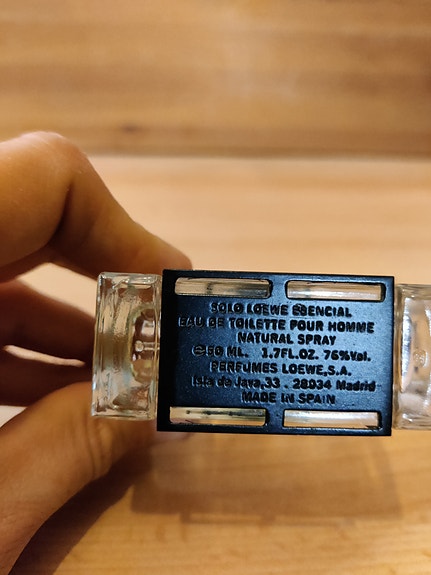 SOLO LOEWE ESENCIAL
EAU DE TOILETTE POUR HOMME
NATURAL SPRAY
℮50 ML. 1.7FL.OZ. 76%Vol.
PERFUMES LOEWE,S.A.
Isla de Java,33 . 28034 Madrid
MADE IN SPAIN